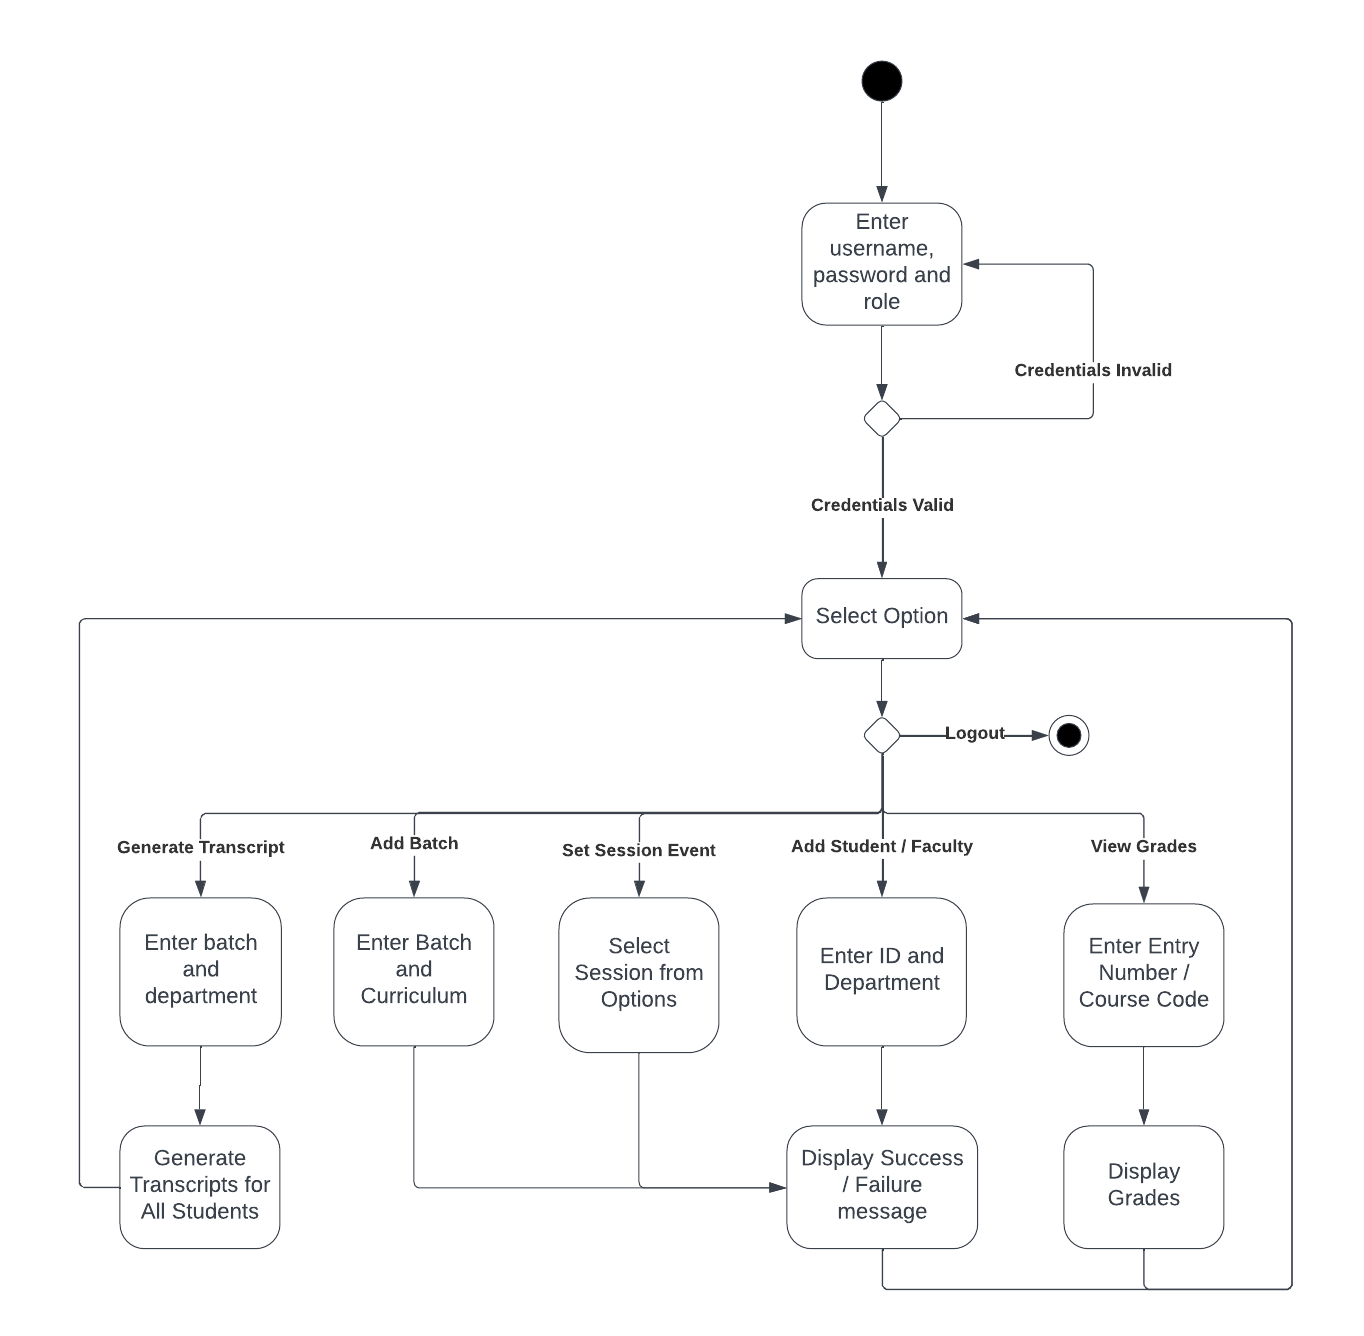 Enter
username,
password and
role
Credentials Invalid
Credentials Valid
Select Option
Logout
Generate Transcript
Add Batch
Set Session Event
Add Student / Faculty
View Grades
Enter batch
and
department
Enter Batch
and
Curriculum
Select
Session from
Options
Enter ID and
Department
Enter Entry
Number /
Course Code
Generate
Transcripts for
All Students
Display Success
/ Failure
message
Display
Grades